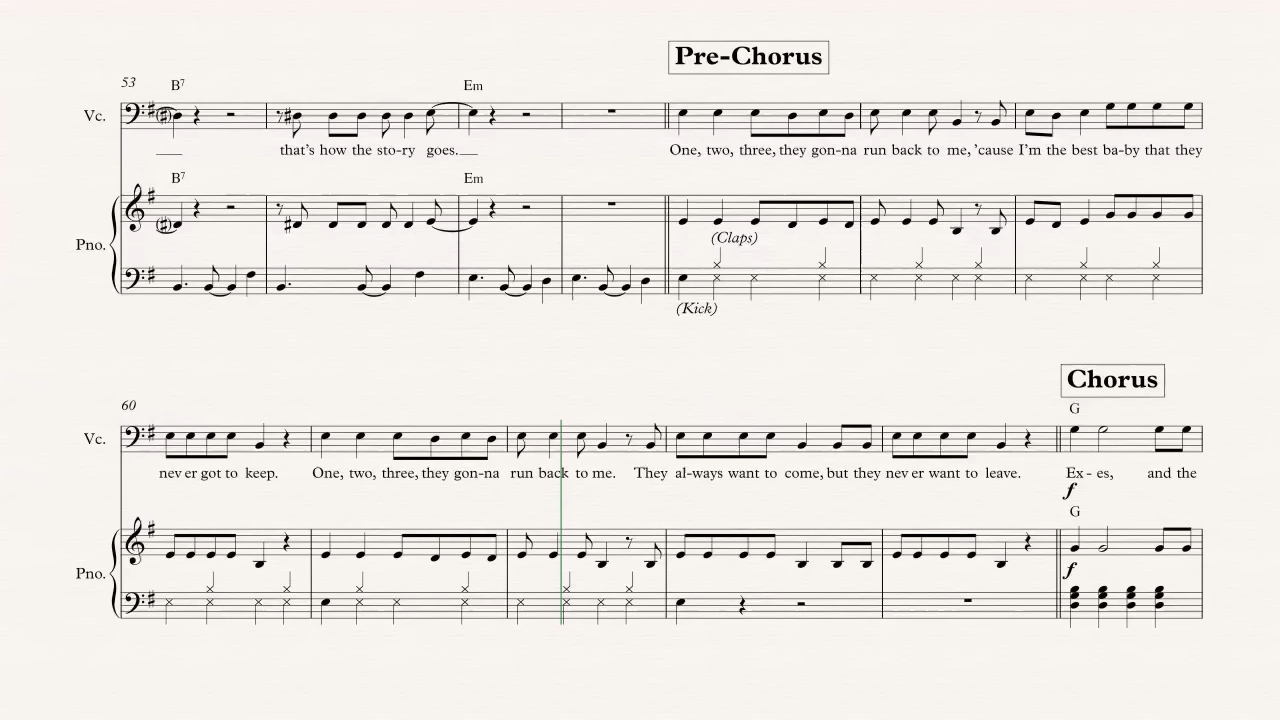 Pre-Chorus
53
B7
Em
Vc.
that's how the sto-ry goes.
One, two, three, they gon-na run back to me, 'cause I'm the best ba-by that they
B7
Em
Pno.
(Claps)
(Kick)
Chorus
60
G
Vc.
nev er got to keep. One, two, three, they gon-na run back to me. They al-ways want to come, but they nev er want to leave. Ex - es, and the
f
G
Pno.
f